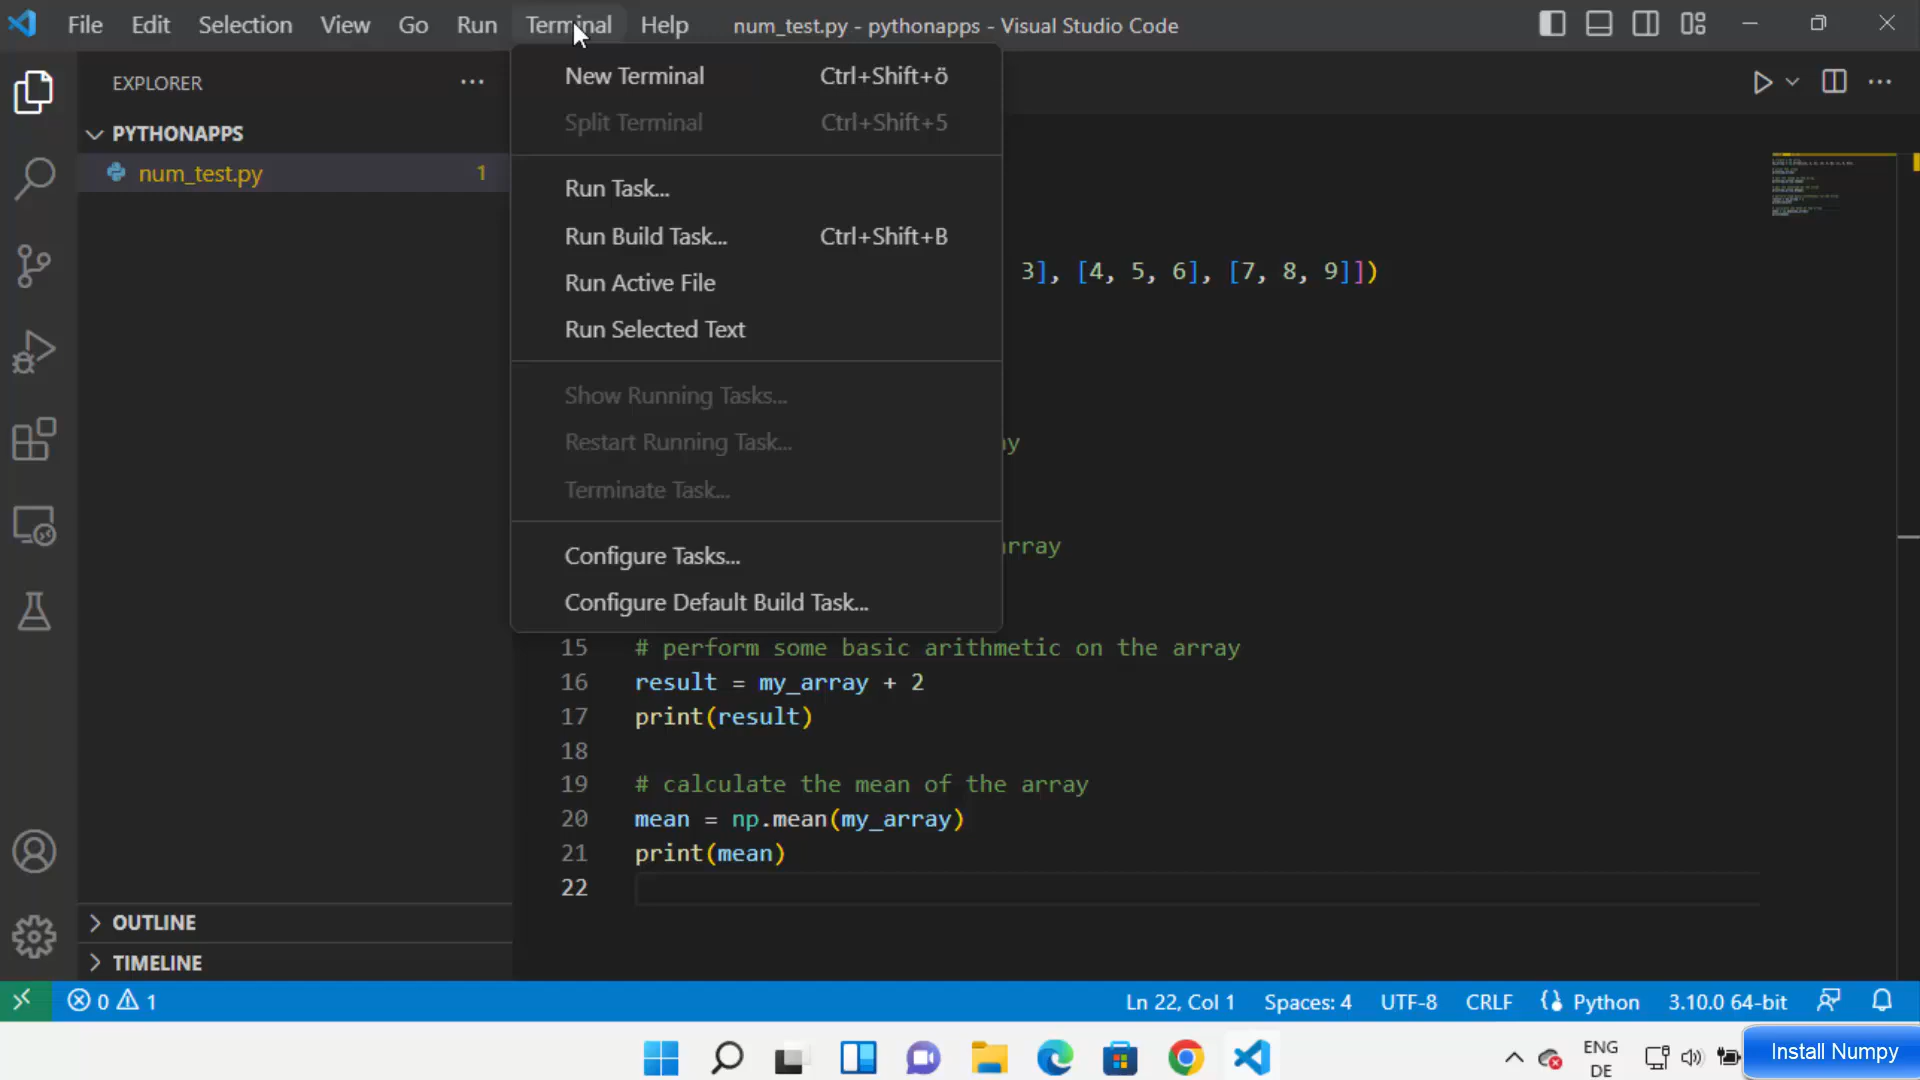 File Edit Selection View Go Run Terminal Help num_test.py - pythonapps - Visual Studio Code
EXPLORER
PYTHONAPPS
num_test.py 1
New Terminal Ctrl+Shift+ö
Split Terminal Ctrl+Shift+5
Run Task...
Run Build Task... Ctrl+Shift+B
Run Active File
Run Selected Text
Show Running Tasks...
Restart Running Task...
Terminate Task...
Configure Tasks...
Configure Default Build Task...
3], [4, 5, 6], [7, 8, 9]])
ay
array
15 # perform some basic arithmetic on the array
16 result = my_array + 2
17 print(result)
18
19 # calculate the mean of the array
20 mean = np.mean(my_array)
21 print(mean)
22
OUTLINE
TIMELINE
0 1 Ln 22, Col 1 Spaces: 4 UTF-8 CRLF Python 3.10.0 64-bit
ENG
DE
Install Numpy